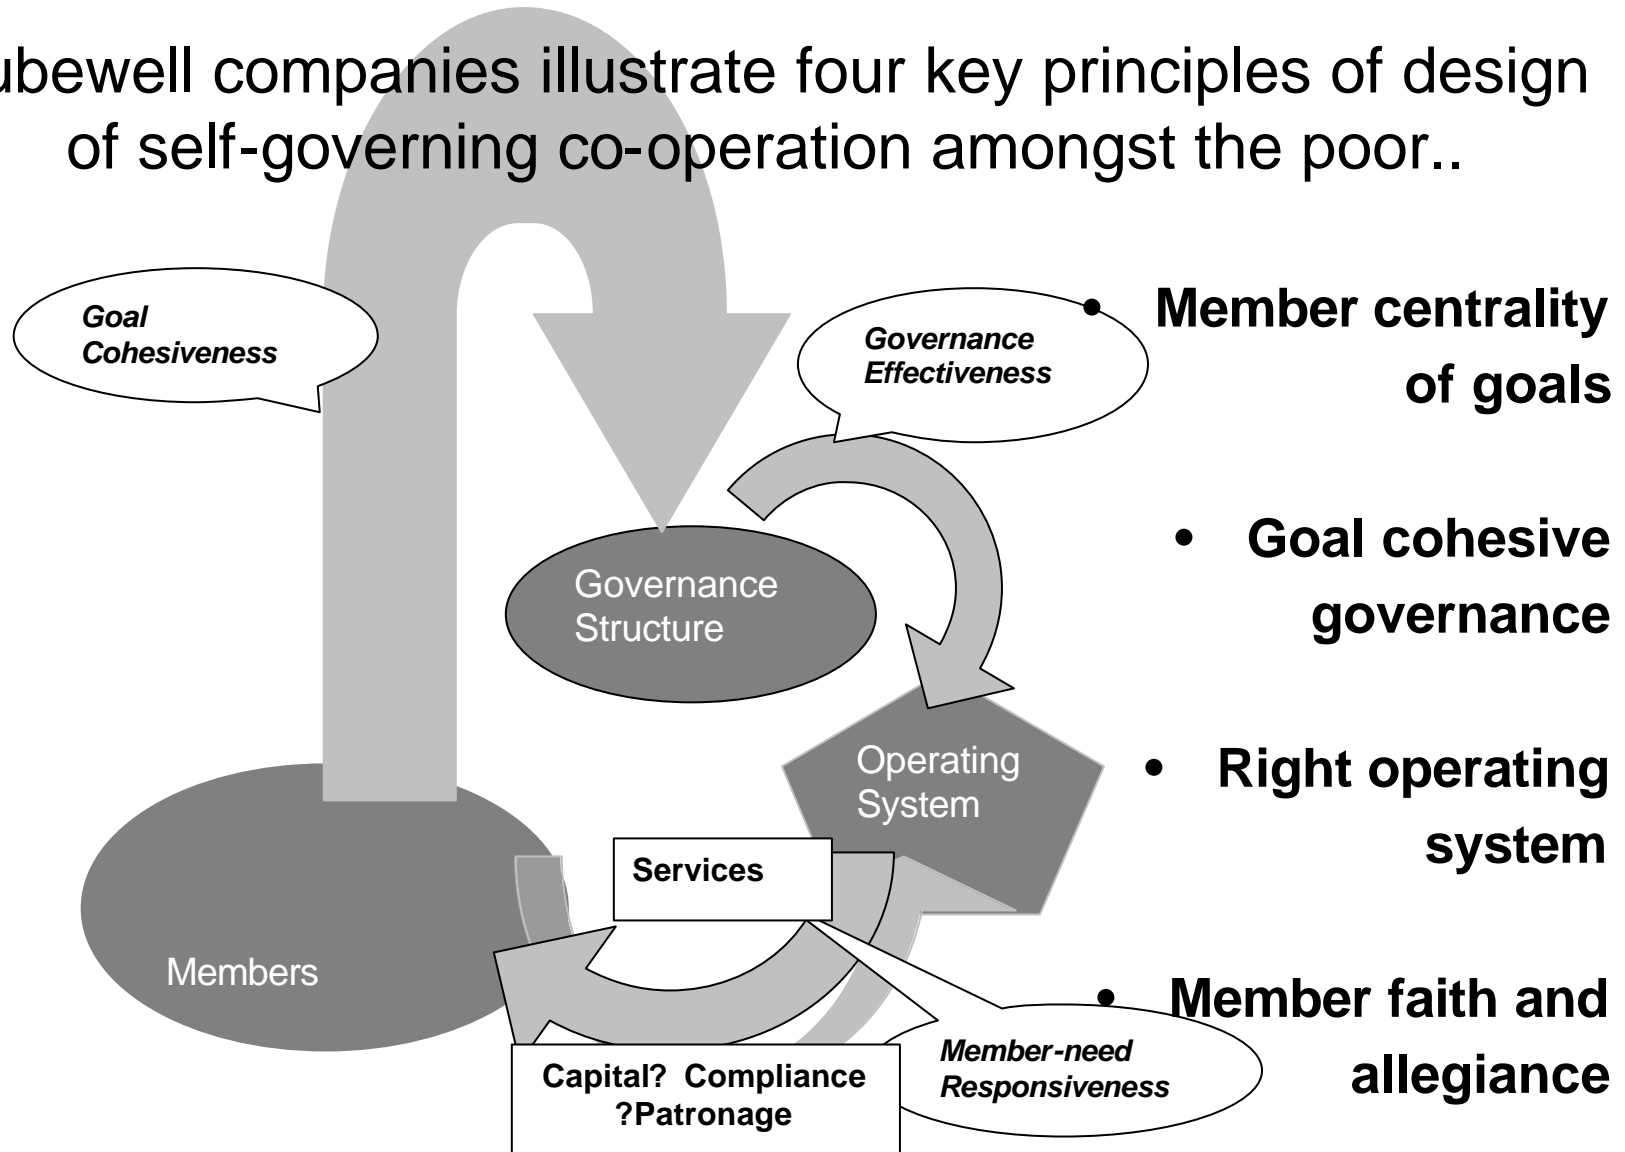 ubewell companies illustrate four key principles of design
of self-governing co-operation amongst the poor..
Goal
Cohesiveness
Governance
Effectiveness
• Member centrality
of goals
• Goal cohesive
governance
Governance
Structure
• Right operating
system
Operating
System
Services
Members
• Member faith and
allegiance
Member-need
Responsiveness
Capital? Compliance
?Patronage